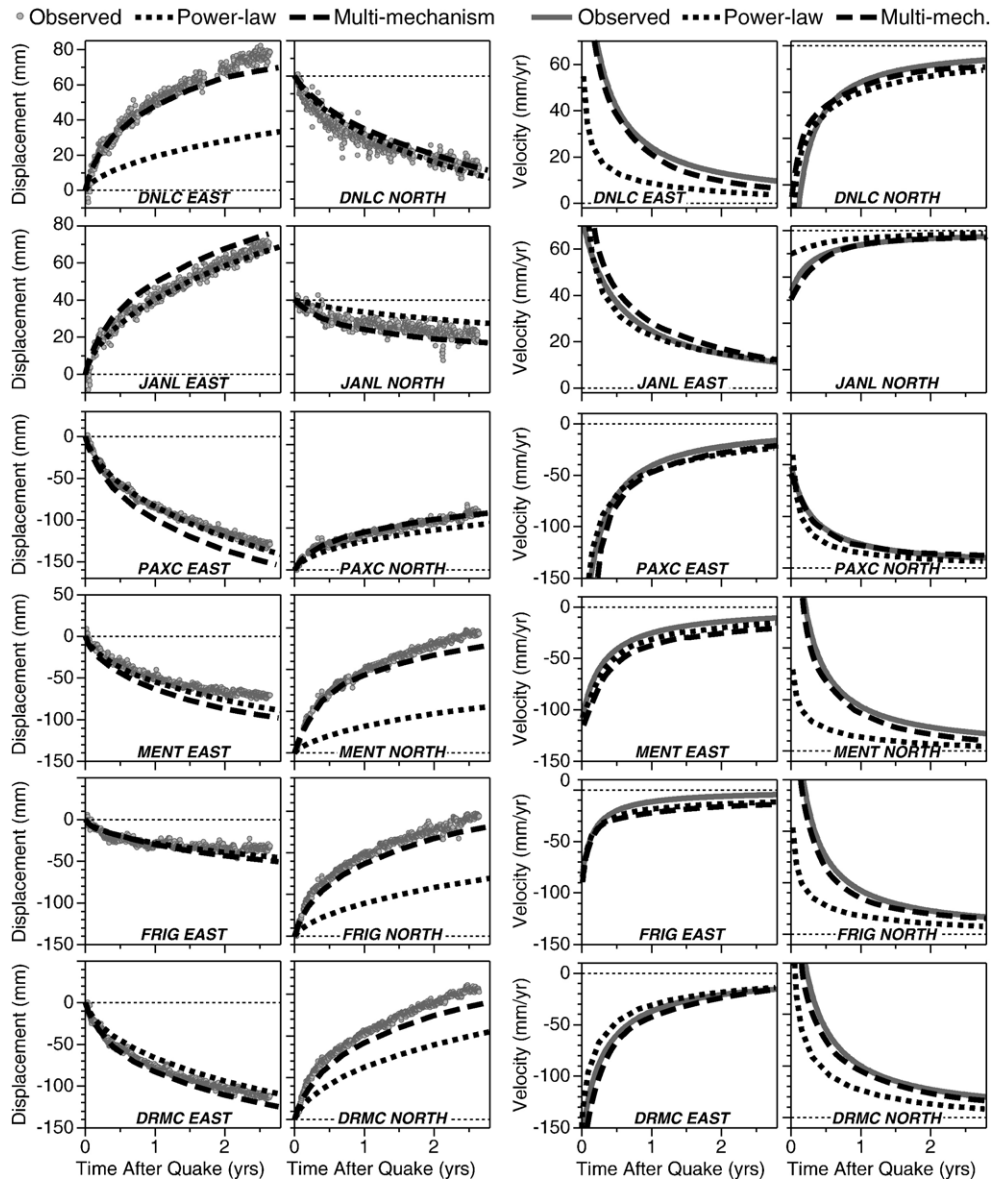 Observed Power-law Multi-mechanism
Observed Power-law Multi-mech.
Displacement (mm)
80
60
40
20
0
DNLC EAST
DNLC NORTH
Velocity (mm/yr)
60
40
20
0
DNLC EAST
DNLC NORTH
Displacement (mm)
80
60
40
20
0
JANL EAST
JANL NORTH
Velocity (mm/yr)
60
40
20
0
JANL EAST
JANL NORTH
Displacement (mm)
0
-50
-100
-150
PAXC EAST
PAXC NORTH
Velocity (mm/yr)
0
-50
-100
-150
PAXC EAST
PAXC NORTH
Displacement (mm)
50
0
-50
-100
-150
MENT EAST
MENT NORTH
Velocity (mm/yr)
0
-50
-100
-150
MENT EAST
MENT NORTH
Displacement (mm)
0
-50
-100
-150
FRIG EAST
FRIG NORTH
Velocity (mm/yr)
0
-50
-100
-150
FRIG EAST
FRIG NORTH
Displacement (mm)
0
-50
-100
-150
DRMC EAST
DRMC NORTH
Velocity (mm/yr)
0
-50
-100
-150
DRMC EAST
DRMC NORTH
0 1 2 0 1 2
0 1 2 0 1 2
Time After Quake (yrs) Time After Quake (yrs)
Time After Quake (yrs) Time After Quake (yrs)